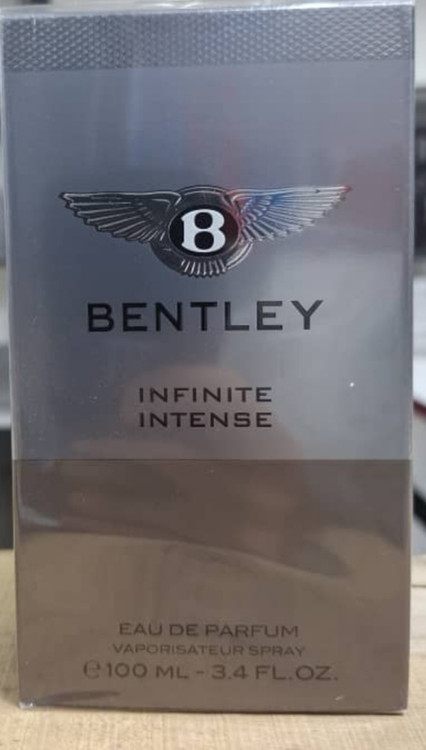 B
BENTLEY
INFINITE
INTENSE
EAU DE PARFUM
VAPORISATEUR SPRAY
℮100 ML - 3.4 FL.OZ.